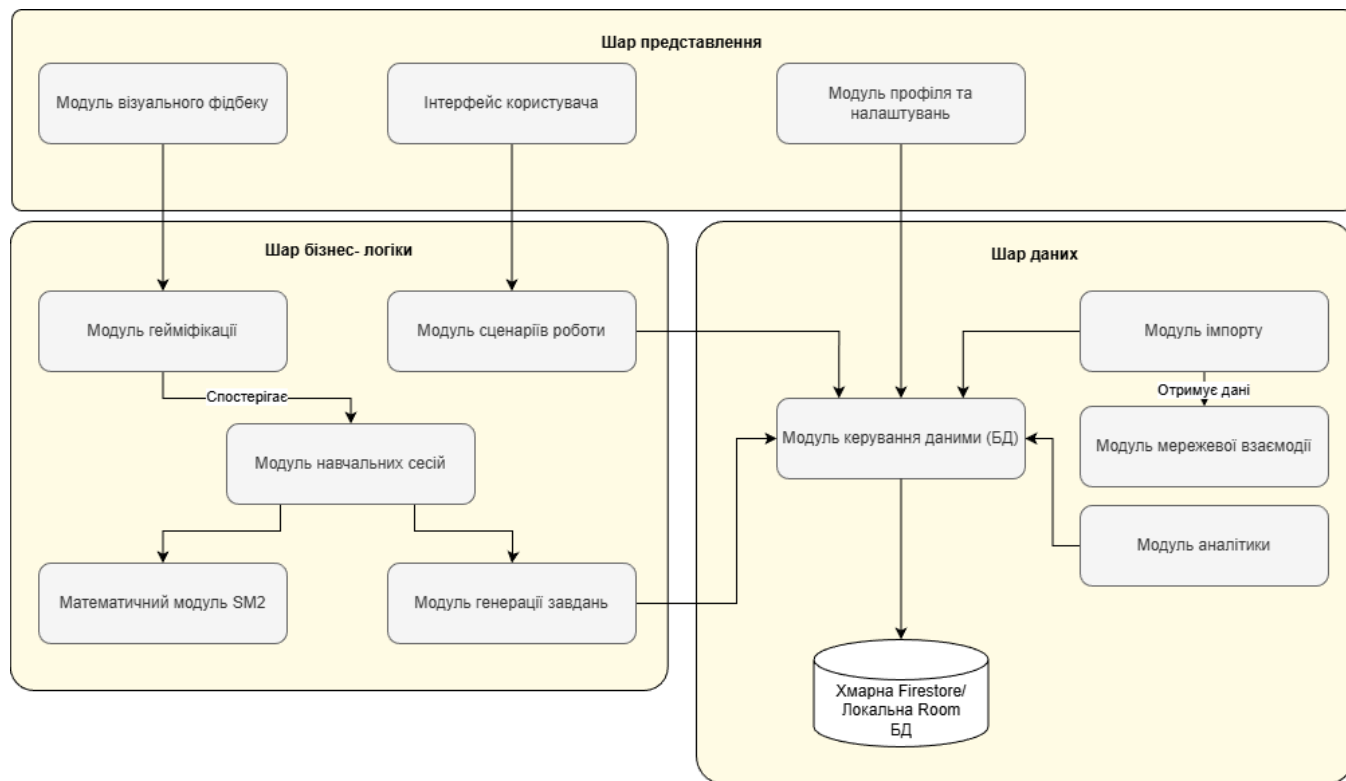 Шар представлення
Модуль візуального фідбеку
Інтерфейс користувача
Модуль профіля та
налаштувань
Шар бізнес- логіки
Шар даних
Модуль гейміфікації
Модуль сценаріїв роботи
Модуль імпорту
Спостерігає
Отримує дані
Модуль навчальних сесій
Модуль керування даними (БД)
Модуль мережевої взаємодії
Модуль аналітики
Математичний модуль SM2
Модуль генерації завдань
Хмарна Firestore/
Локальна Room
БД